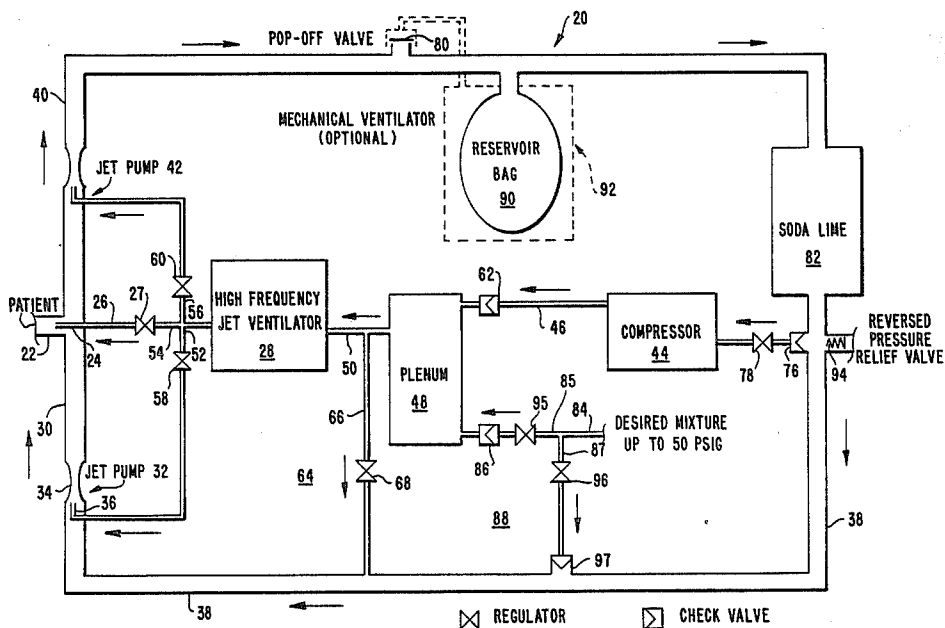 20
POP-OFF VALVE
80
40
MECHANICAL VENTILATOR
(OPTIONAL)
RESERVOIR
BAG
90
92
JET PUMP 42
SODA LINE
82
60
62
PATIENT
26
27
56
HIGH FREQUENCY
JET VENTILATOR
28
46
COMPRESSOR
44
REVERSED
PRESSURE
RELIEF VALVE
22
24
54
52
50
PLENUM
48
78
76
94
58
30
66
95
85
84
DESIRED MIXTURE
UP TO 50 PSIG
86
87
34
JET PUMP 32
36
64
68
88
96
97
38
38
REGULATOR
CHECK VALVE